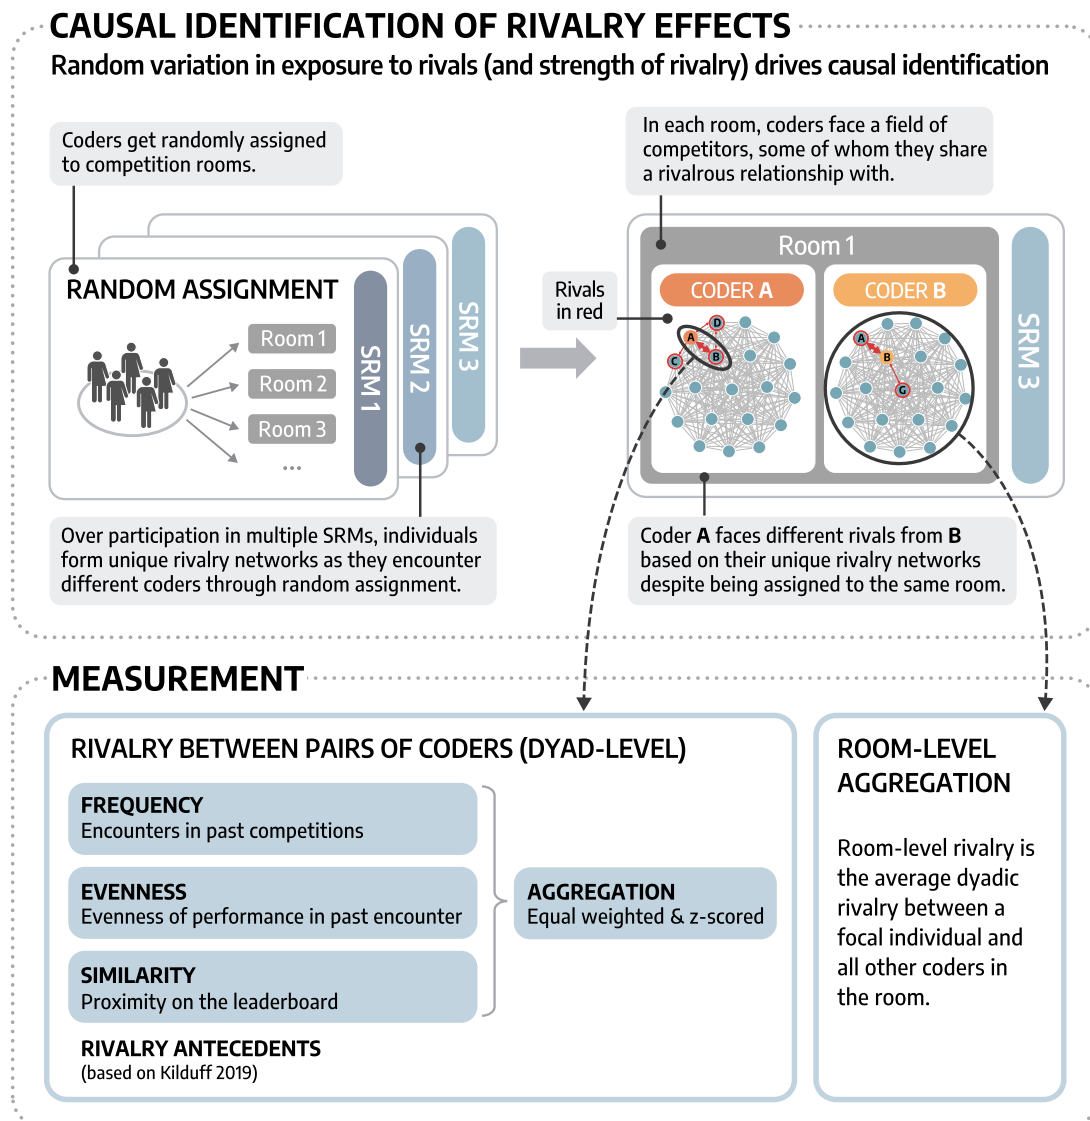 CAUSAL IDENTIFICATION OF RIVALRY EFFECTS
Random variation in exposure to rivals (and strength of rivalry) drives causal identification
Coders get randomly assigned
to competition rooms.
RANDOM ASSIGNMENT
Room 1
Room 2
Room 3
...
SRM 1
SRM 2
SRM 3
Over participation in multiple SRMs, individuals
form unique rivalry networks as they encounter
different coders through random assignment.
In each room, coders face a field of
competitors, some of whom they share
a rivalrous relationship with.
Rivals
in red
Room 1
CODER A
D
A
B
C
CODER B
A
B
G
SRM 3
Coder A faces different rivals from B
based on their unique rivalry networks
despite being assigned to the same room.
MEASUREMENT
RIVALRY BETWEEN PAIRS OF CODERS (DYAD-LEVEL)
FREQUENCY
Encounters in past competitions
EVENNESS
Evenness of performance in past encounter
SIMILARITY
Proximity on the leaderboard
RIVALRY ANTECEDENTS
(based on Kilduff 2019)
AGGREGATION
Equal weighted & z-scored
ROOM-LEVEL
AGGREGATION
Room-level rivalry is
the average dyadic
rivalry between a
focal individual and
all other coders in
the room.